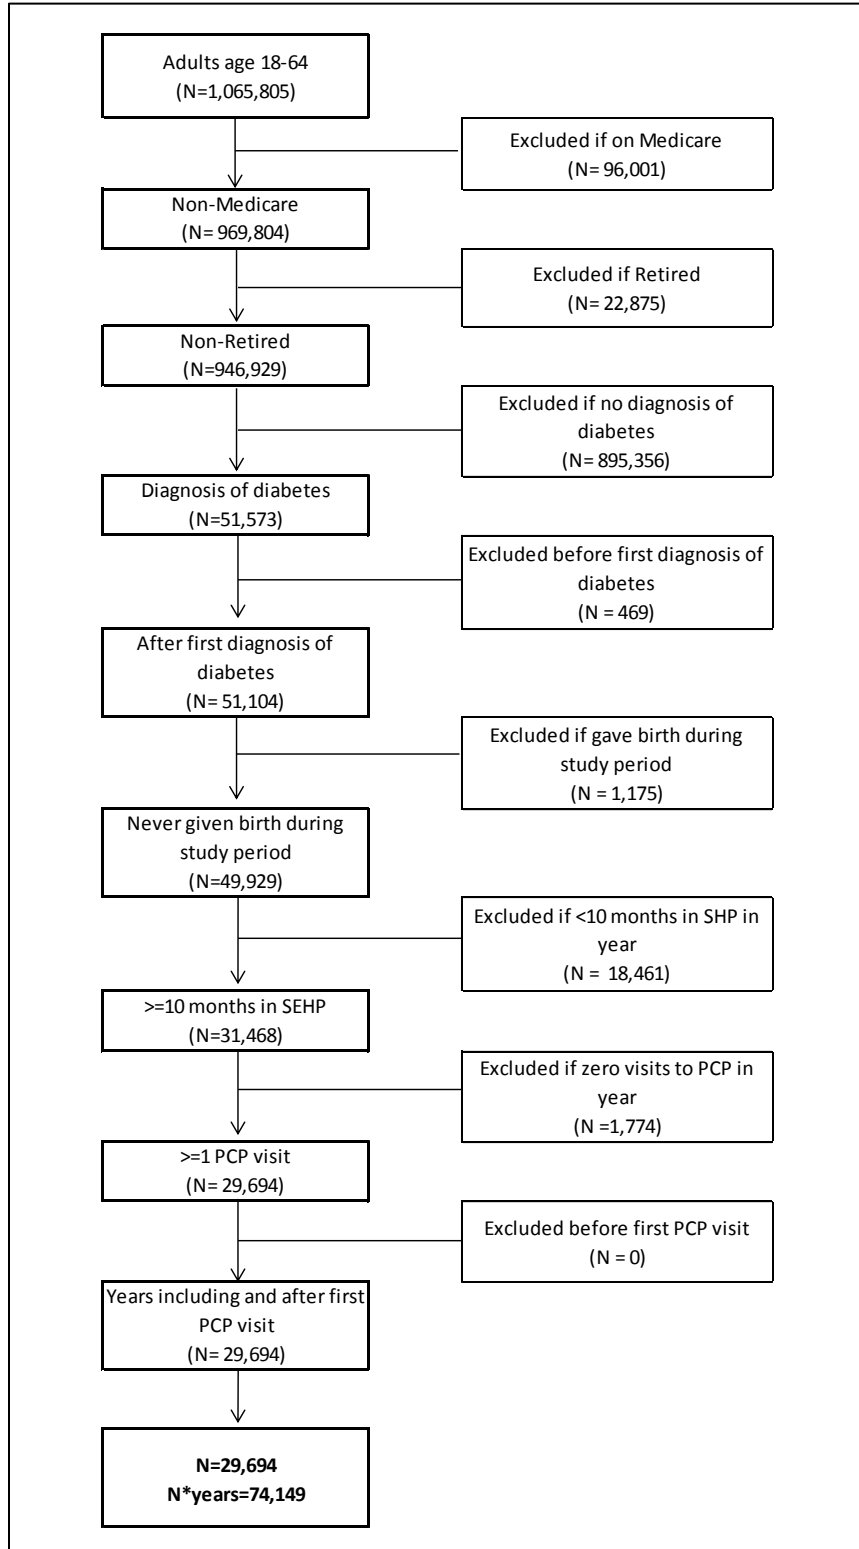 Adults age 18-64
(N=1,065,805)
Excluded if on Medicare
(N= 96,001)
Non-Medicare
(N= 969,804)
Excluded if Retired
(N= 22,875)
Non-Retired
(N=946,929)
Excluded if no diagnosis of
diabetes
(N= 895,356)
Diagnosis of diabetes
(N=51,573)
Excluded before first diagnosis of
diabetes
(N = 469)
After first diagnosis of
diabetes
(N= 51,104)
Excluded if gave birth during
study period
(N = 1,175)
Never given birth during
study period
(N=49,929)
Excluded if <10 months in SHP in
year
(N = 18,461)
>=10 months in SEHP
(N=31,468)
Excluded if zero visits to PCP in
year
(N =1,774)
>=1 PCP visit
(N= 29,694)
Excluded before first PCP visit
(N = 0)
Years including and after first
PCP visit
(N= 29,694)
N=29,694
N*years=74,149